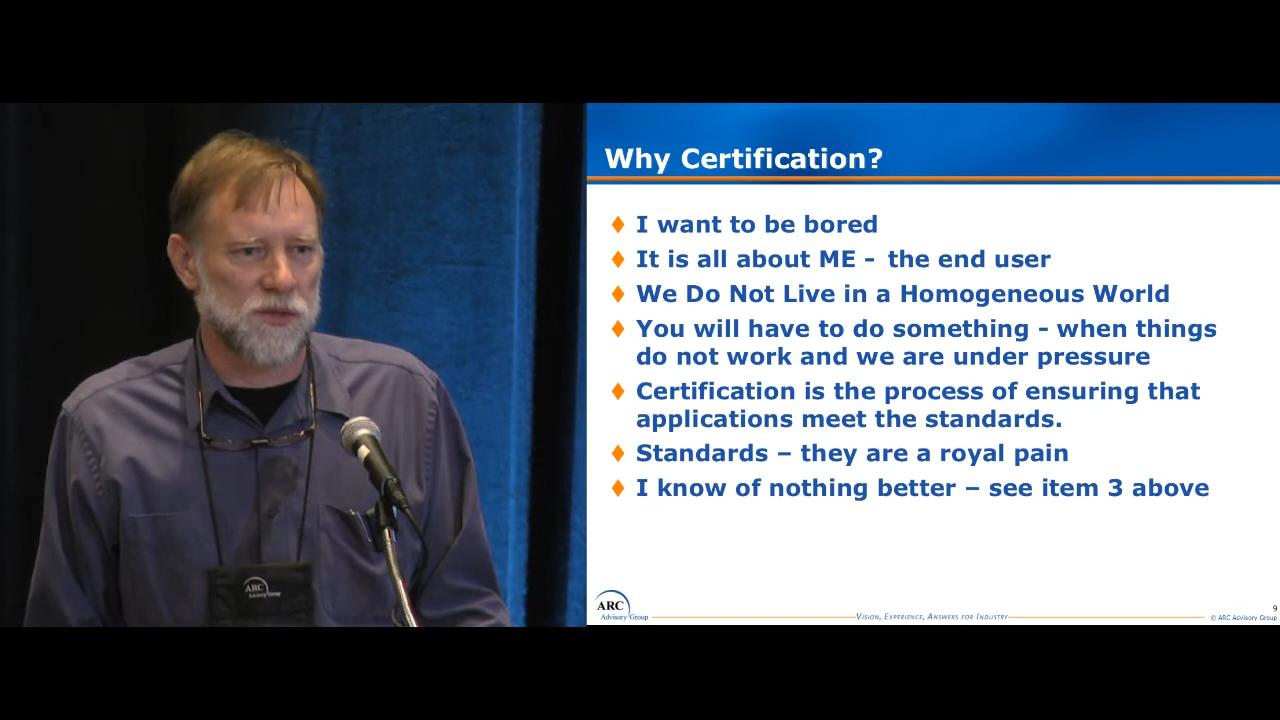 Why Certification?
I want to be bored
It is all about ME - the end user
We Do Not Live in a Homogeneous World
You will have to do something - when things
do not work and we are under pressure
Certification is the process of ensuring that
applications meet the standards.
Standards – they are a royal pain
I know of nothing better – see item 3 above
ARC
Advisory Group
ARC
Advisory Group
VISION, EXPERIENCE, ANSWERS FOR INDUSTRY
9
© ARC Advisory Group